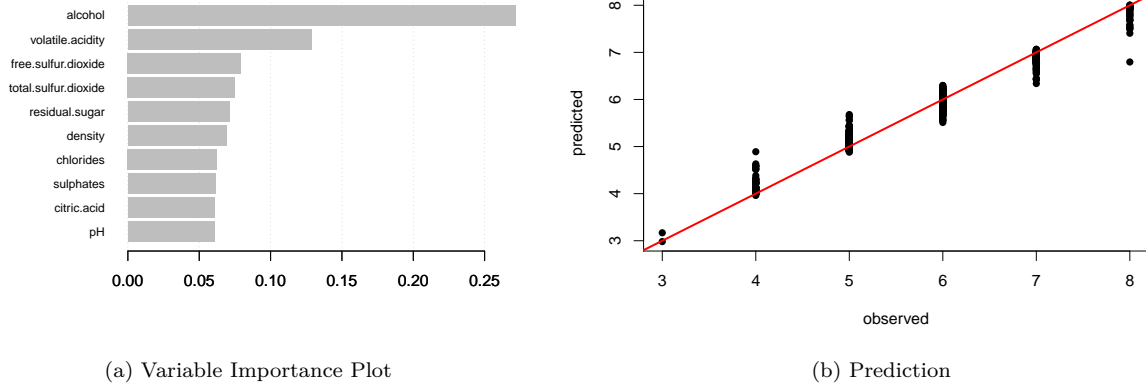 alcohol
volatile.acidity
free.sulfur.dioxide
total.sulfur.dioxide
residual.sugar
density
chlorides
sulphates
citric.acid
pH
0.00 0.05 0.10 0.15 0.20 0.25
(a) Variable Importance Plot
predicted
8
7
6
5
4
3
3 4 5 6 7 8
observed
(b) Prediction